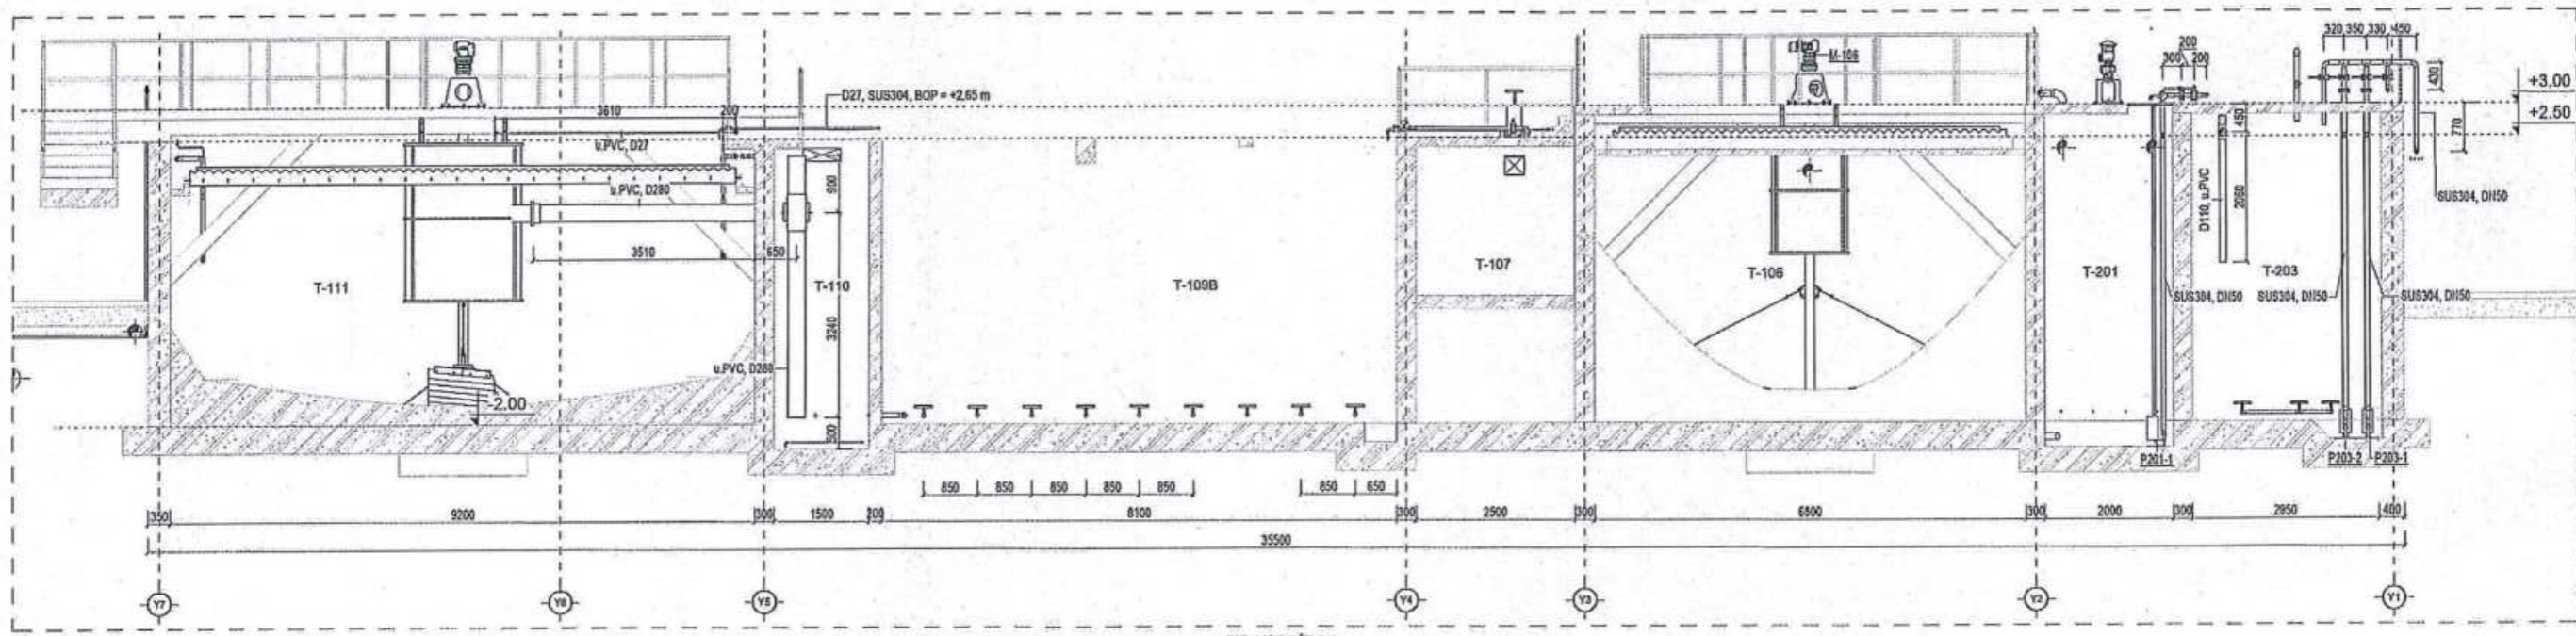 320 350 330 450
200
300 200
430
+3.00
+2.50
M-106
D27, SUS304, BOP = +2,65 m
3610 200
u.PVC, D27
u.PVC, D280
900
450
770
D110, u.PVC
2060
SUS304, DN50
3510 650
T-111
T-110
T-109B
T-107
T-106
T-201
T-203
SUS304, DN50
SUS304, DN50
SUS304, DN50
3240
u.PVC, D280
-2.00
500
P201-1
P203-2
P203-1
850 850 850 850 850 850 650
350 9200 300 1500 200 8100 300 2500 300 6800 300 2000 300 2950 400
35500
Y7 Y6 Y5 Y4 Y3 Y2 Y1